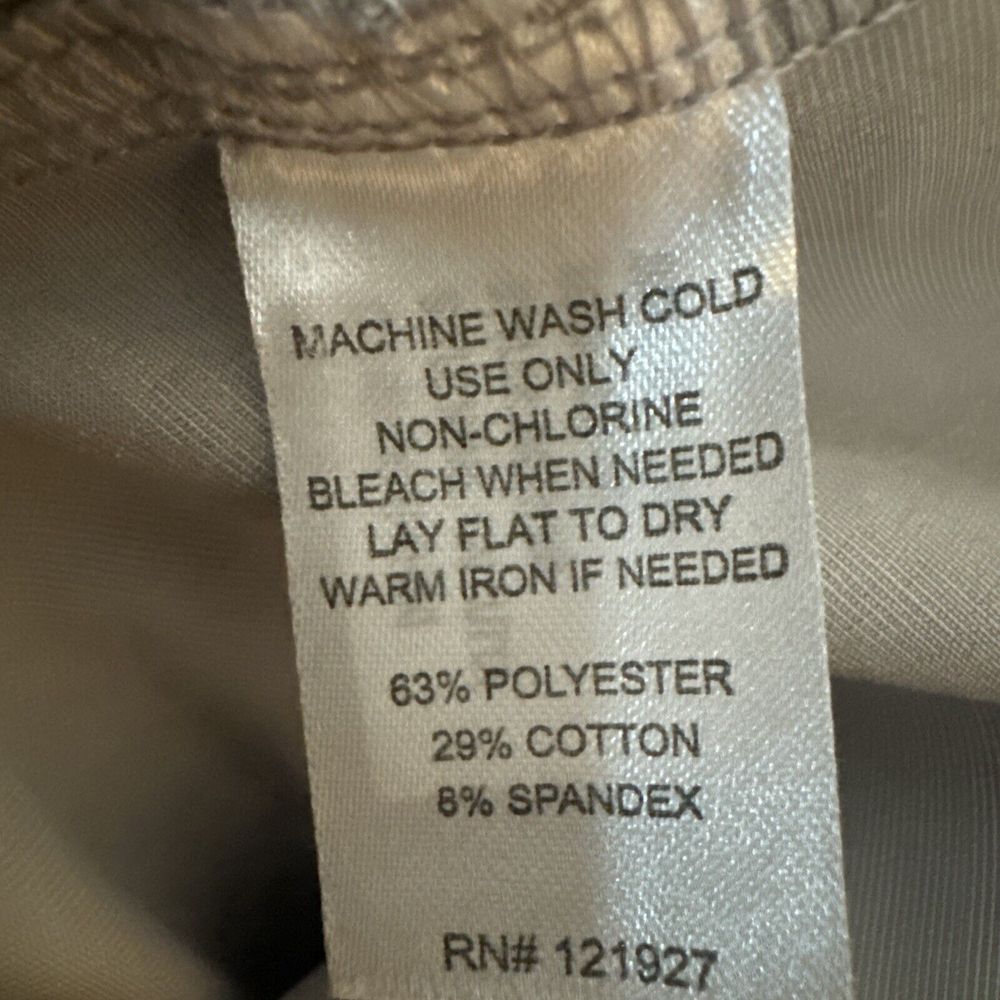 MACHINE WASH COLD
USE ONLY
NON-CHLORINE
BLEACH WHEN NEEDED
LAY FLAT TO DRY
WARM IRON IF NEEDED
63% POLYESTER
29% COTTON
8% SPANDEX
RN# 121927